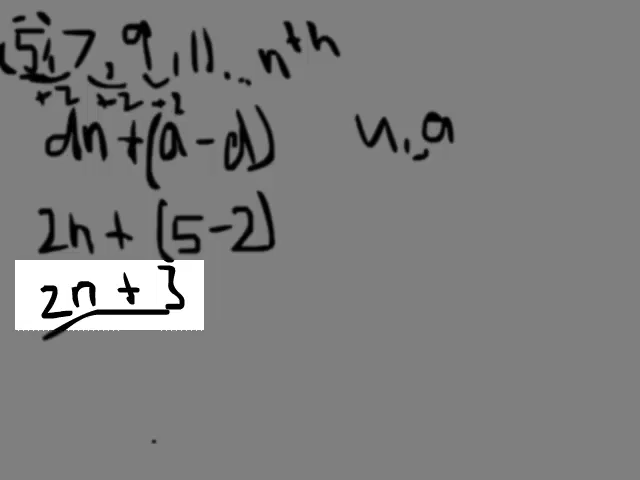 5, 7, 9, 11 ... nth
+2 +2 +2
dn + (a - d)
2n + (5 - 2)
2n + 3